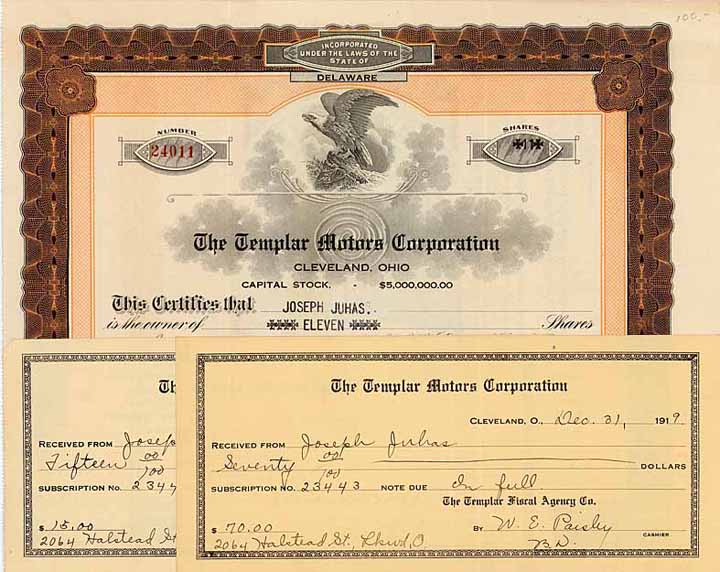 100.-
INCORPORATED
UNDER THE LAWS OF THE
STATE OF
DELAWARE
NUMBER
24011
SHARES
*11*
The Templar Motors Corporation
CLEVELAND, OHIO
CAPITAL STOCK, - $5,000,000.00
This Certifies that JOSEPH JUHAS.
is the owner of **** ELEVEN **** Shares
Th
RECEIVED FROM Josep
Fifteen 00/100
SUBSCRIPTION NO. 2344
$ 15.00
2064 Halstead St
The Templar Motors Corporation
CLEVELAND, O., Dec. 31, 1919
RECEIVED FROM Joseph Juhas
Seventy 00/100 DOLLARS
SUBSCRIPTION NO. 23443 NOTE DUE In full
The Templar Fiscal Agency Co.
$ 70.00 BY W. E. Paisley
CASHIER
2064 Halstead St., Lkwd, O.